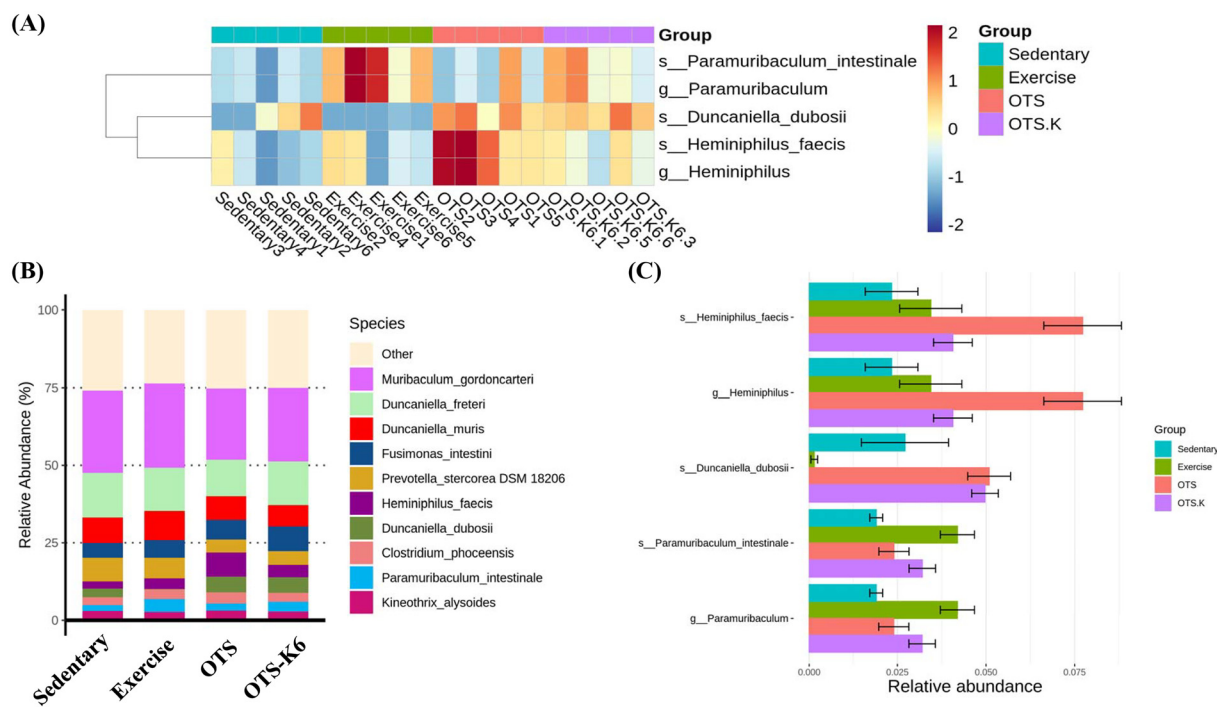 (A)
Group
s__Paramuribaculum_intestinale
g__Paramuribaculum
s__Duncaniella_dubosii
s__Heminiphilus_faecis
g__Heminiphilus
Sedentary3
Sedentary4
Sedentary1
Sedentary2
Sedentary6
Exercise2
Exercise4
Exercise1
Exercise6
Exercise5
OTS2
OTS3
OTS4
OTS1
OTS5
OTS.K6.1
OTS.K6.2
OTS.K6.5
OTS.K6.6
OTS.K6.3
2
1
0
-1
-2
Group
Sedentary
Exercise
OTS
OTS.K
(B)
Relative Abundance (%)
100
75
50
25
0
Sedentary
Exercise
OTS
OTS-K6
Species
Other
Muribaculum_gordoncarteri
Duncaniella_freteri
Duncaniella_muris
Fusimonas_intestini
Prevotella_stercorea DSM 18206
Heminiphilus_faecis
Duncaniella_dubosii
Clostridium_phoceensis
Paramuribaculum_intestinale
Kineothrix_alysoides
(C)
s__Heminiphilus_faecis
g__Heminiphilus
s__Duncaniella_dubosii
s__Paramuribaculum_intestinale
g__Paramuribaculum
0.000
0.025
0.050
0.075
Relative abundance
Group
Sedentary
Exercise
OTS
OTS.K